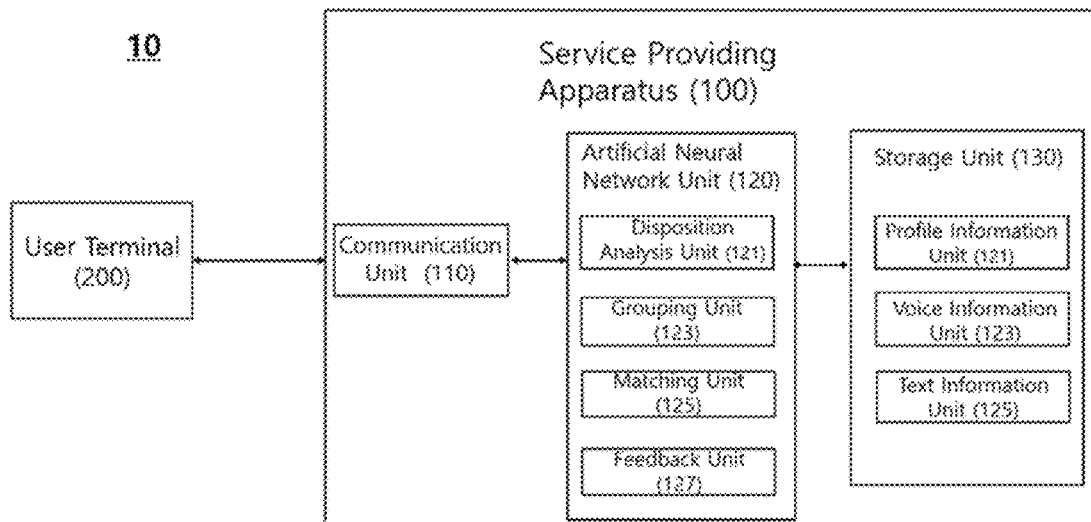 10
Service Providing
Apparatus (100)
User Terminal
(200)
Communication
Unit (110)
Artificial Neural
Network Unit (120)
Disposition
Analysis Unit (121)
Grouping Unit
(123)
Matching Unit
(125)
Feedback Unit
(127)
Storage Unit (130)
Profile Information
Unit (121)
Voice Information
Unit (123)
Text Information
Unit (125)